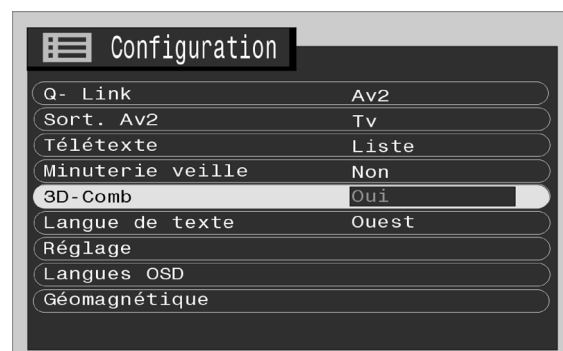 Configuration
Q- Link Av2
Sort. Av2 Tv
Télétexte Liste
Minuterie veille Non
3D-Comb Oui
Langue de texte Ouest
Réglage
Langues OSD
Géomagnétique